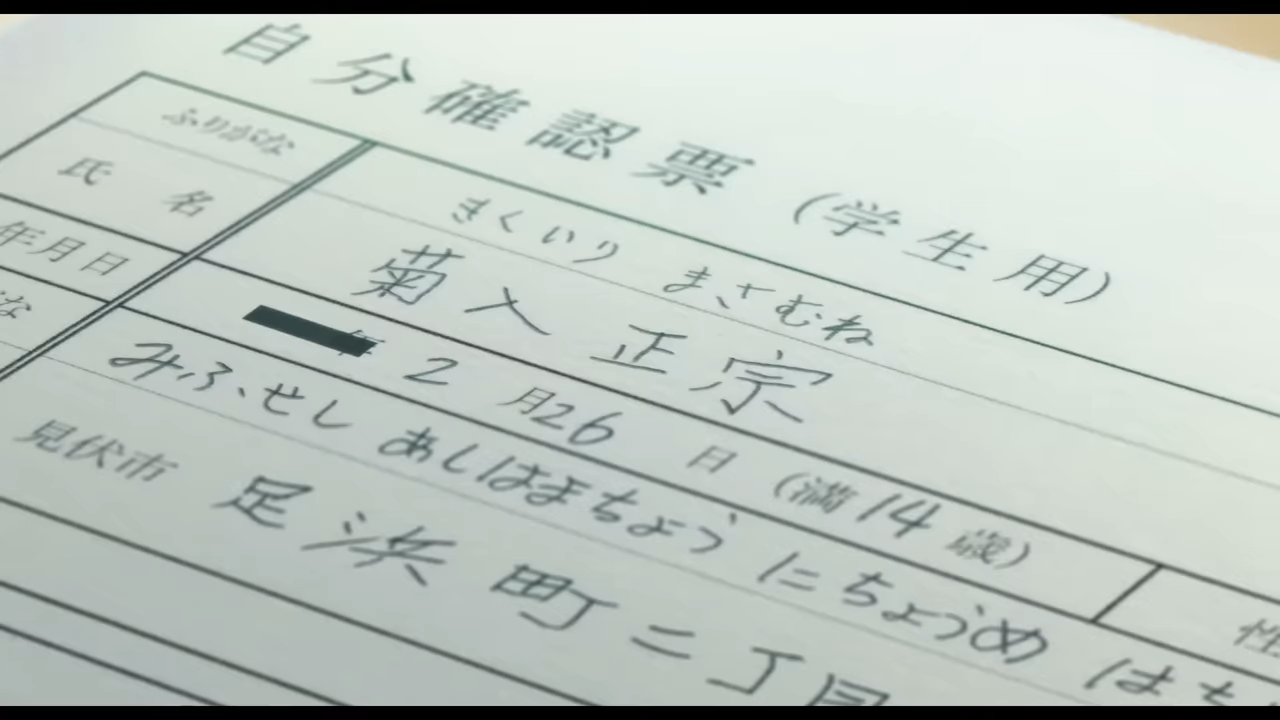 自分確認票(学生用)
ふりがな きくいり まさむね
氏名 菊入 正宗
年月日 年 2月26日(満14歳)
みふせし あしはまちょう にちょうめ
見伏市 足浜町二丁目